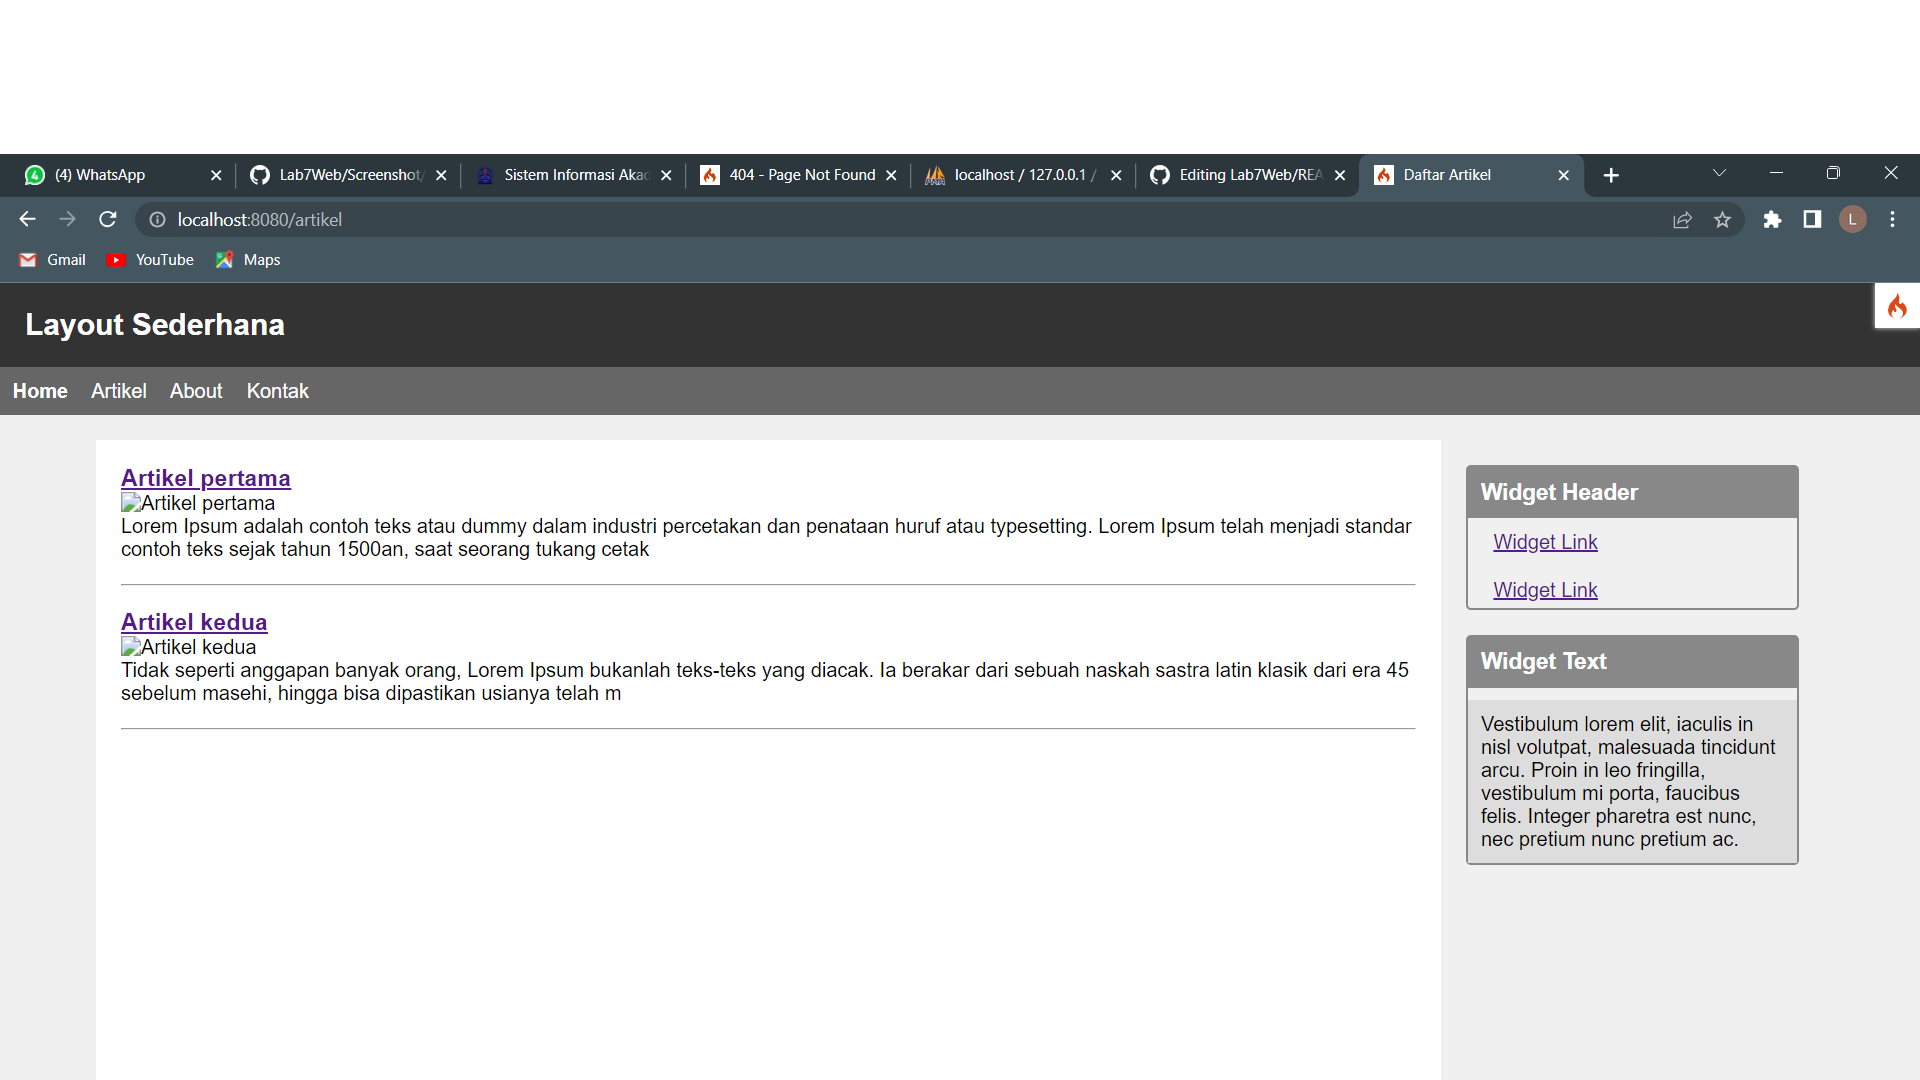 (4) WhatsApp
Lab7Web/Screenshot/
Sistem Informasi Akad
404 - Page Not Found
localhost / 127.0.0.1 /
Editing Lab7Web/REA
Daftar Artikel
localhost:8080/artikel
L
Gmail
YouTube
Maps
Layout Sederhana
Home
Artikel
About
Kontak
Artikel pertama
Artikel pertama
Lorem Ipsum adalah contoh teks atau dummy dalam industri percetakan dan penataan huruf atau typesetting. Lorem Ipsum telah menjadi standar
contoh teks sejak tahun 1500an, saat seorang tukang cetak
Artikel kedua
Artikel kedua
Tidak seperti anggapan banyak orang, Lorem Ipsum bukanlah teks-teks yang diacak. Ia berakar dari sebuah naskah sastra latin klasik dari era 45
sebelum masehi, hingga bisa dipastikan usianya telah m
Widget Header
Widget Link
Widget Link
Widget Text
Vestibulum lorem elit, iaculis in
nisl volutpat, malesuada tincidunt
arcu. Proin in leo fringilla,
vestibulum mi porta, faucibus
felis. Integer pharetra est nunc,
nec pretium nunc pretium ac.